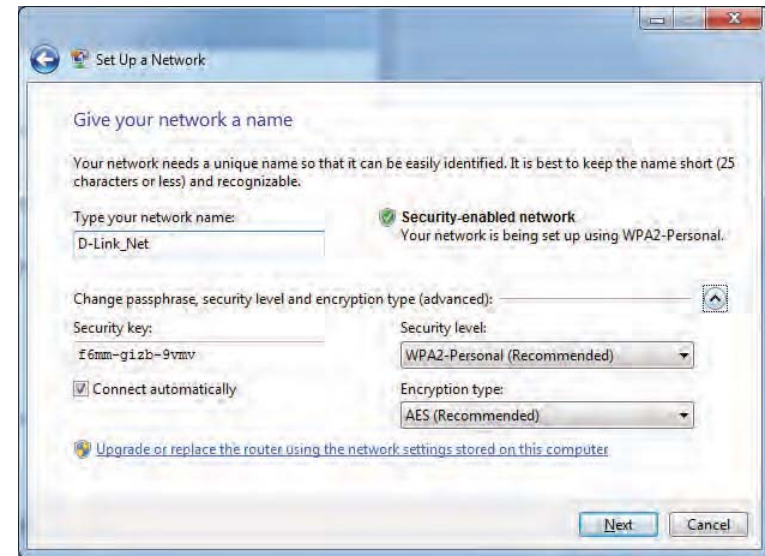 Set Up a Network
Give your network a name
Your network needs a unique name so that it can be easily identified. It is best to keep the name short (25
characters or less) and recognizable.
Type your network name:
D-Link_Net
Security-enabled network
Your network is being set up using WPA2-Personal.
Change passphrase, security level and encryption type (advanced):
Security key:
f6mm-gizb-9vmv
Connect automatically
Security level:
WPA2-Personal (Recommended)
Encryption type:
AES (Recommended)
Upgrade or replace the router using the network settings stored on this computer
Next
Cancel